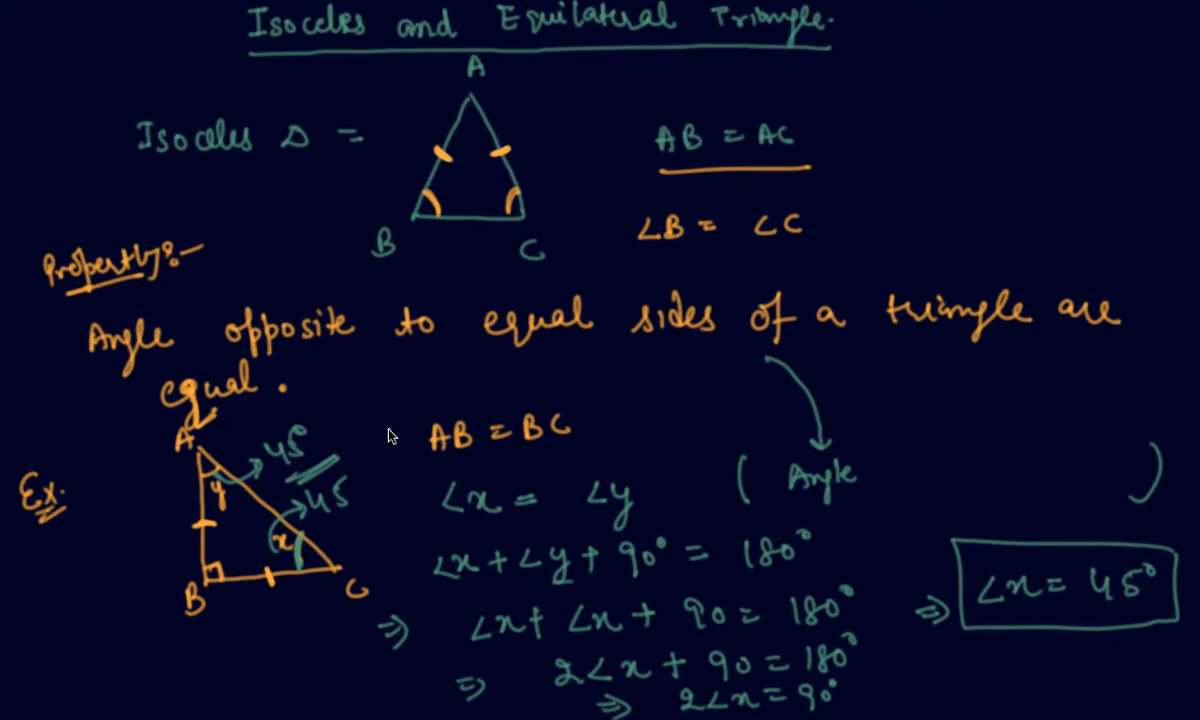 Isoceles and Equilateral Triangle.
A
Isoceles Δ =
AB = AC
B
C
∠B = ∠C
Property:-
Angle opposite to equal sides of a triangle are
equal.
A
45°
AB = BC
Ex.
y
45
∠x = ∠y
( Angle )
x
∠x + ∠y + 90° = 180°
B
C
⇒ ∠x + ∠x + 90 = 180°
⇒ ∠x = 45°
⇒ 2∠x + 90 = 180°
⇒ 2∠x = 90°